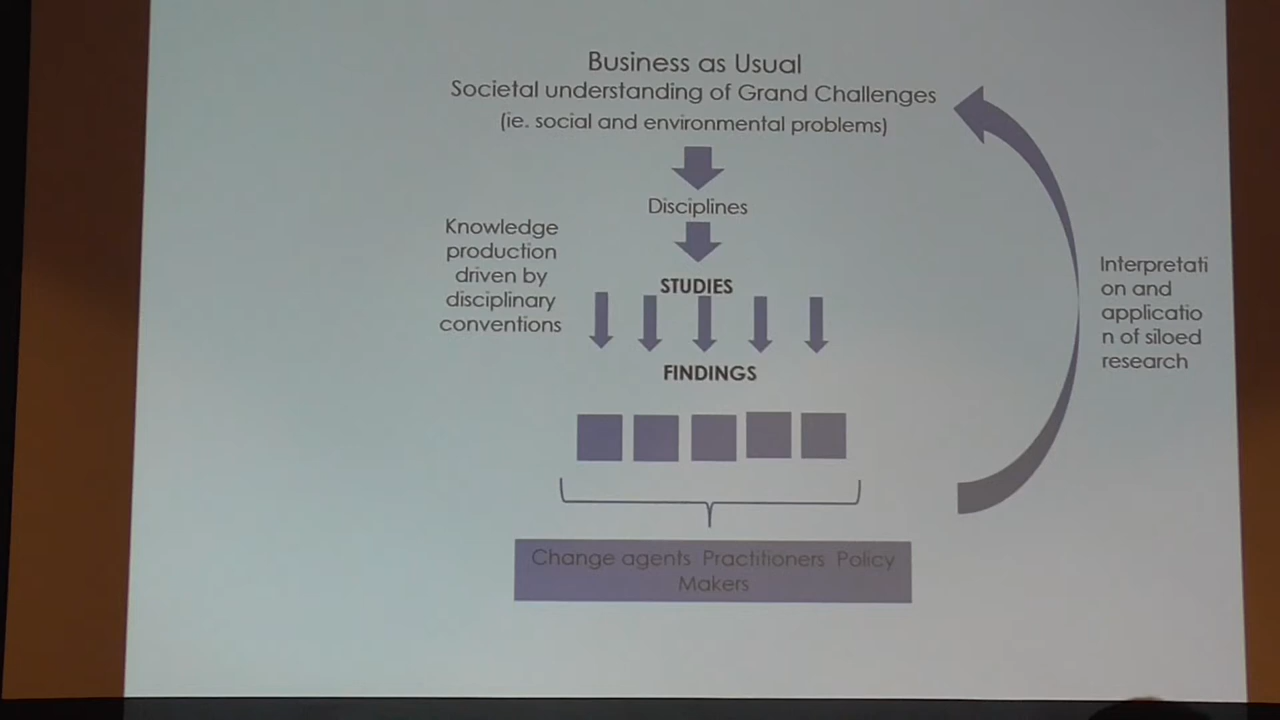 Business as Usual
Societal understanding of Grand Challenges
(ie. social and environmental problems)
Disciplines
Knowledge
production
driven by
disciplinary
conventions
STUDIES
FINDINGS
Interpretati
on and
applicatio
n of siloed
research
Change agents Practitioners Policy
Makers